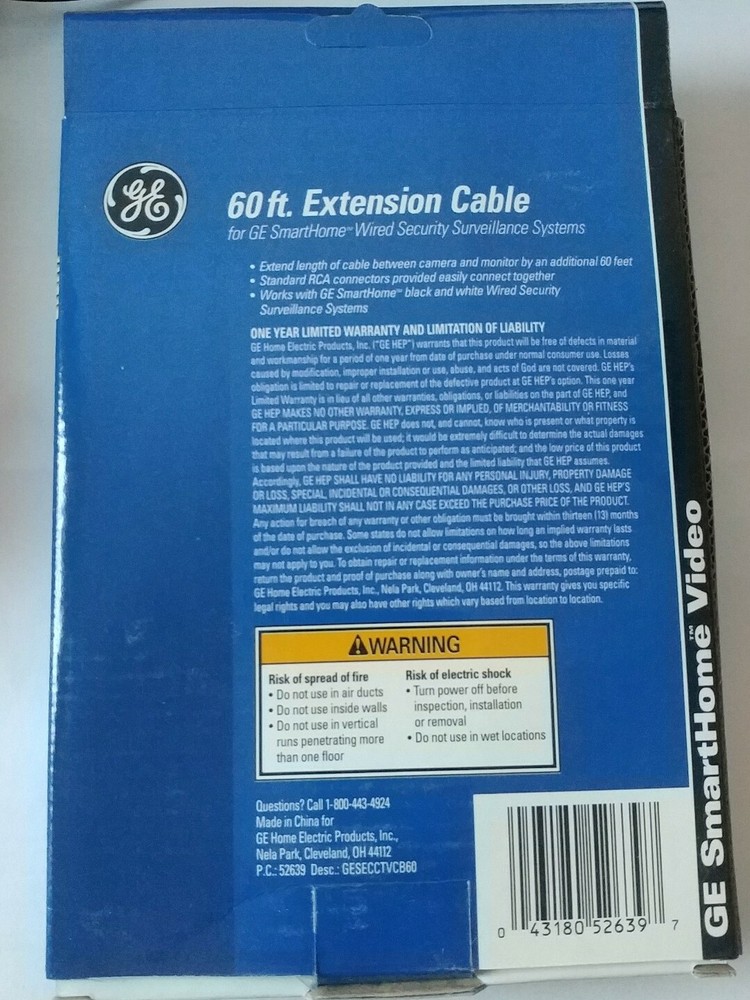 GE
60 ft. Extension Cable
for GE SmartHome℠ Wired Security Surveillance Systems
• Extend length of cable between camera and monitor by an additional 60 feet
• Standard RCA connectors provided easily connect together
• Works with GE SmartHome℠ black and white Wired Security
Surveillance Systems
ONE YEAR LIMITED WARRANTY AND LIMITATION OF LIABILITY
GE Home Electric Products, Inc. ("GE HEP") warrants that this product will be free of defects in material
and workmanship for a period of one year from date of purchase under normal consumer use. Losses
caused by modification, improper installation or use, abuse, and acts of God are not covered. GE HEP's
obligation is limited to repair or replacement of the defective product at GE HEP's option. This one year
Limited Warranty is in lieu of all other warranties, obligations, or liabilities on the part of GE HEP, and
GE HEP MAKES NO OTHER WARRANTY, EXPRESS OR IMPLIED, OF MERCHANTABILITY OR FITNESS
FOR A PARTICULAR PURPOSE. GE HEP does not, and cannot, know who is present or what property is
located where this product will be used; it would be extremely difficult to determine the actual damages
that may result from a failure of the product to perform as anticipated; and the low price of this product
is based upon the nature of the product provided and the limited liability that GE HEP assumes.
Accordingly, GE HEP SHALL HAVE NO LIABILITY FOR ANY PERSONAL INJURY, PROPERTY DAMAGE
OR LOSS, SPECIAL, INCIDENTAL OR CONSEQUENTIAL DAMAGES, OR OTHER LOSS, AND GE HEP'S
MAXIMUM LIABILITY SHALL NOT IN ANY CASE EXCEED THE PURCHASE PRICE OF THE PRODUCT.
Any action for breach of any warranty or other obligation must be brought within thirteen (13) months
of the date of purchase. Some states do not allow limitations on how long an implied warranty lasts
and/or do not allow the exclusion of incidental or consequential damages, so the above limitations
may not apply to you. To obtain repair or replacement information under the terms of this warranty,
return the product and proof of purchase along with owner's name and address, postage prepaid to:
GE Home Electric Products, Inc., Nela Park, Cleveland, OH 44112. This warranty gives you specific
legal rights and you may also have other rights which vary based from location to location.
WARNING
Risk of spread of fire
• Do not use in air ducts
• Do not use inside walls
• Do not use in vertical
runs penetrating more
than one floor
Risk of electric shock
• Turn power off before
inspection, installation
or removal
• Do not use in wet locations
Questions? Call 1-800-443-4924
Made in China for
GE Home Electric Products, Inc.,
Nela Park, Cleveland, OH 44112
P.C.: 52639 Desc.: GESECCTVCB60
0 43180 52639 7
GE SmartHome™ Video